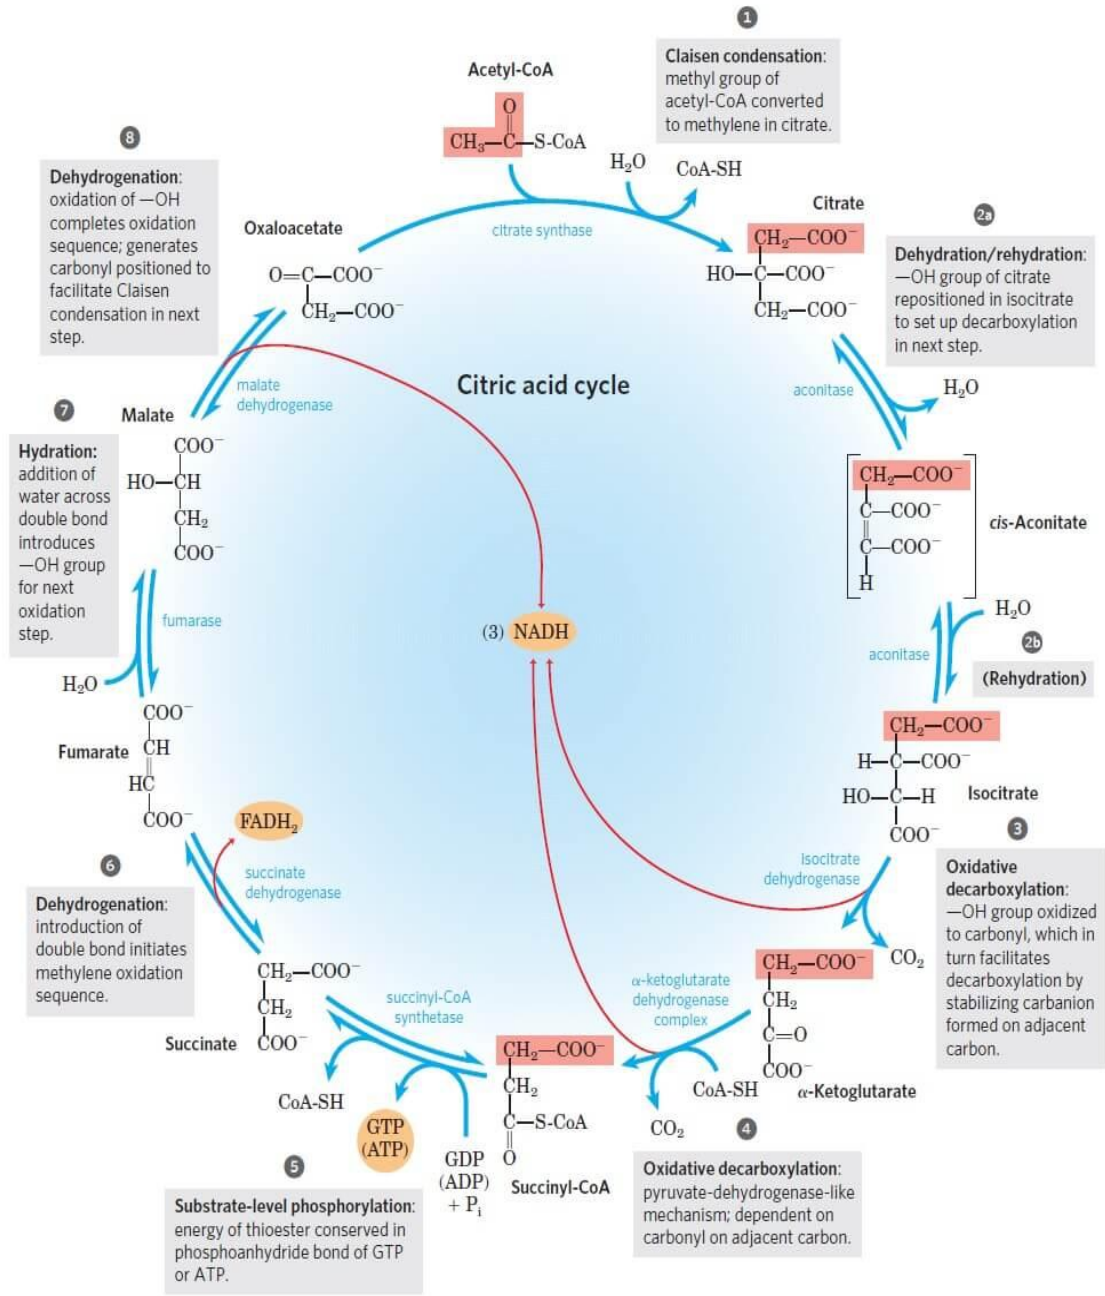 1
Claisen condensation:
methyl group of
acetyl-CoA converted
to methylene in citrate.
Acetyl-CoA
O
CH₃—C—S-CoA
H₂O
CoA-SH
citrate synthase
Citrate
CH₂—COO⁻
HO—C—COO⁻
CH₂—COO⁻
2a
Dehydration/rehydration:
—OH group of citrate
repositioned in isocitrate
to set up decarboxylation
in next step.
aconitase
H₂O
CH₂—COO⁻
C—COO⁻
C—COO⁻
H
cis-Aconitate
H₂O
aconitase
2b
(Rehydration)
CH₂—COO⁻
H—C—COO⁻
HO—C—H
COO⁻
Isocitrate
3
Oxidative
decarboxylation:
—OH group oxidized
to carbonyl, which in
turn facilitates
decarboxylation by
stabilizing carbanion
formed on adjacent
carbon.
Isocitrate
dehydrogenase
CO₂
CH₂—COO⁻
CH₂
C=O
COO⁻
α-Ketoglutarate
α-ketoglutarate
dehydrogenase
complex
CoA-SH
CO₂
4
Oxidative decarboxylation:
pyruvate-dehydrogenase-like
mechanism; dependent on
carbonyl on adjacent carbon.
CH₂—COO⁻
CH₂
C—S-CoA
O
Succinyl-CoA
succinyl-CoA
synthetase
CoA-SH
GTP
(ATP)
GDP
(ADP)
+ Pᵢ
5
Substrate-level phosphorylation:
energy of thioester conserved in
phosphoanhydride bond of GTP
or ATP.
CH₂—COO⁻
CH₂
COO⁻
Succinate
6
Dehydrogenation:
introduction of
double bond initiates
methylene oxidation
sequence.
succinate
dehydrogenase
FADH₂
COO⁻
CH
HC
COO⁻
Fumarate
H₂O
fumarase
7
Hydration:
addition of
water across
double bond
introduces
—OH group
for next
oxidation
step.
Malate
COO⁻
HO—CH
CH₂
COO⁻
malate
dehydrogenase
8
Dehydrogenation:
oxidation of —OH
completes oxidation
sequence; generates
carbonyl positioned to
facilitate Claisen
condensation in next
step.
Oxaloacetate
O=C—COO⁻
CH₂—COO⁻
Citric acid cycle
(3) NADH